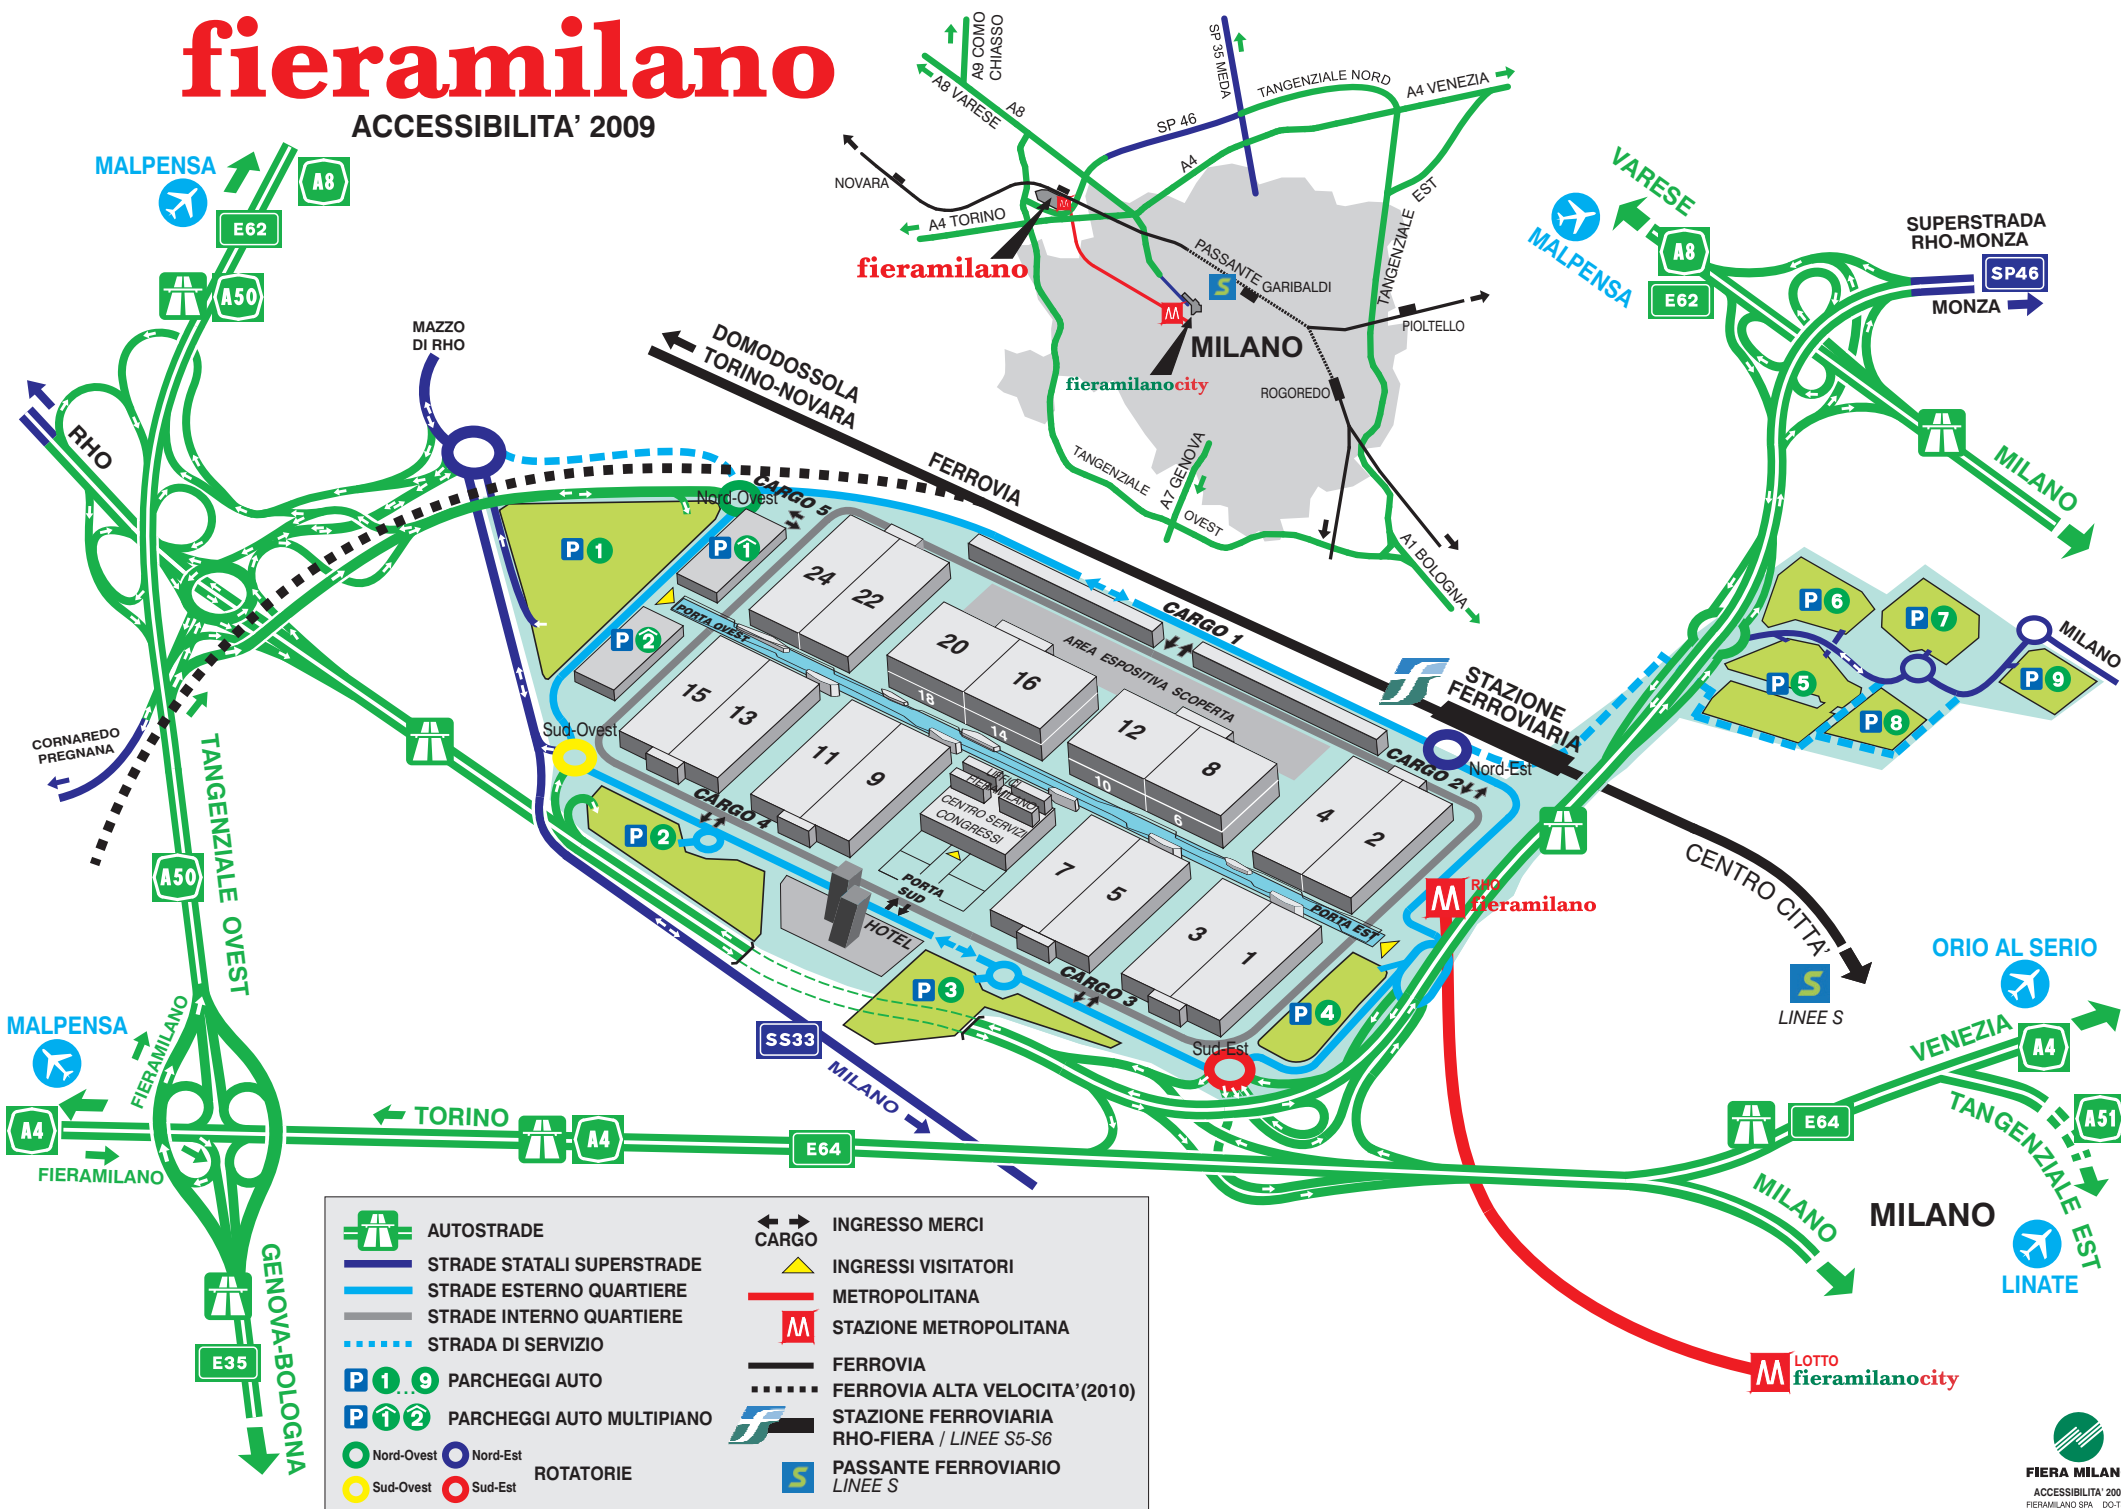 fieramilano
ACCESSIBILITA' 2009
MALPENSA
A8
E62
A50
MAZZO
DI RHO
RHO
DOMODOSSOLA
TORINO-NOVARA
FERROVIA
A9 COMO
CHIASSO
A8 VARESE
A8
SP 35 MEDA
TANGENZIALE NORD
A4 VENEZIA
SP 46
A4
NOVARA
A4 TORINO
fieramilano
PASSANTE
S
GARIBALDI
TANGENZIALE EST
PIOLTELLO
M
MILANO
fieramilanocity
ROGOREDO
TANGENZIALE
OVEST
A7 GENOVA
A1 BOLOGNA
VARESE
MALPENSA
A8
E62
SUPERSTRADA
RHO-MONZA
SP46
MONZA
MILANO
P 6
P 7
P 5
P 8
P 9
MILANO
Nord-Ovest
CARGO 5
P 1
P 1
P 2
PORTA OVEST
24
22
20
16
18
14
15
13
11
9
12
8
10
6
4
2
7
5
3
1
AREA ESPOSITIVA SCOPERTA
CARGO 1
STAZIONE
FERROVIARIA
CARGO 2
Nord-Est
Sud-Ovest
CARGO 4
P 2
UFFICI
FIERAMILANO
CENTRO SERVIZI
CONGRESSI
PORTA
SUD
HOTEL
P 3
CARGO 3
PORTA EST
P 4
Sud-Est
M
RHO
fieramilano
CENTRO CITTA'
S
LINEE S
CORNAREDO
PREGNANA
TANGENZIALE OVEST
A50
MALPENSA
FIERAMILANO
A4
FIERAMILANO
TORINO
A4
E64
SS33
MILANO
ORIO AL SERIO
VENEZIA
A4
E64
TANGENZIALE EST
A51
MILANO
MILANO
LINATE
GENOVA-BOLOGNA
E35
M
LOTTO
fieramilanocity
AUTOSTRADE
STRADE STATALI SUPERSTRADE
STRADE ESTERNO QUARTIERE
STRADE INTERNO QUARTIERE
STRADA DI SERVIZIO
P 1...9 PARCHEGGI AUTO
P 1 2 PARCHEGGI AUTO MULTIPIANO
Nord-Ovest
Nord-Est
Sud-Ovest
Sud-Est
ROTATORIE
CARGO
INGRESSO MERCI
INGRESSI VISITATORI
METROPOLITANA
M STAZIONE METROPOLITANA
FERROVIA
FERROVIA ALTA VELOCITA'(2010)
STAZIONE FERROVIARIA
RHO-FIERA / LINEE S5-S6
S PASSANTE FERROVIARIO
LINEE S
FIERA MILAN
ACCESSIBILITA' 200
FIERAMILANO SPA DO-T